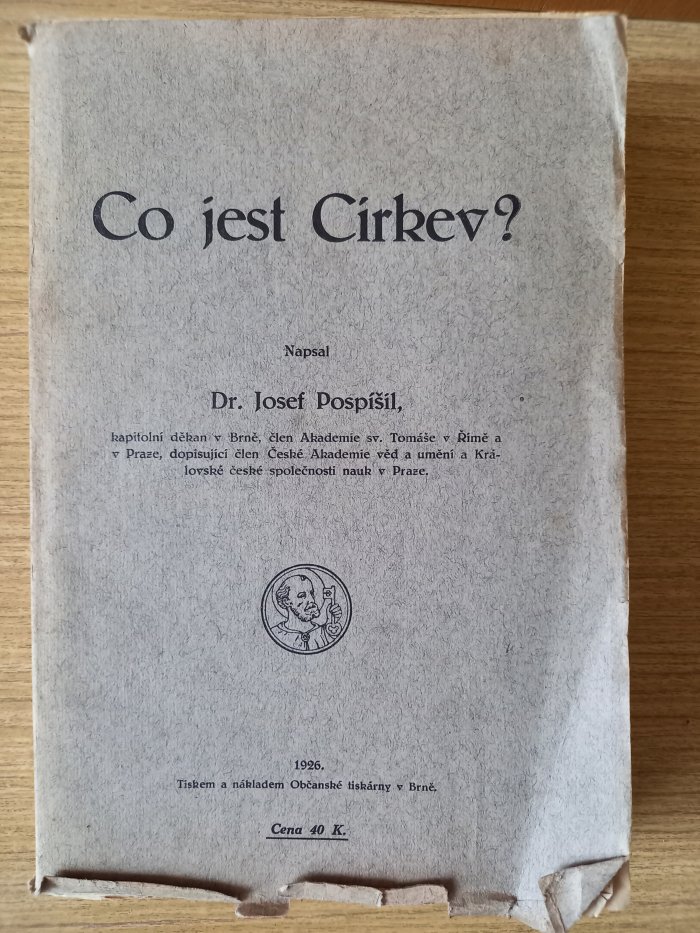 Co jest Církev?
Napsal
Dr. Josef Pospíšil,
kapitolní děkan v Brně, člen Akademie sv. Tomáše v Římě a
v Praze, dopisující člen České Akademie věd a umění a Krá-
lovské české společnosti nauk v Praze.
1926.
Tiskem a nákladem Občanské tiskárny v Brně.
Cena 40 K.